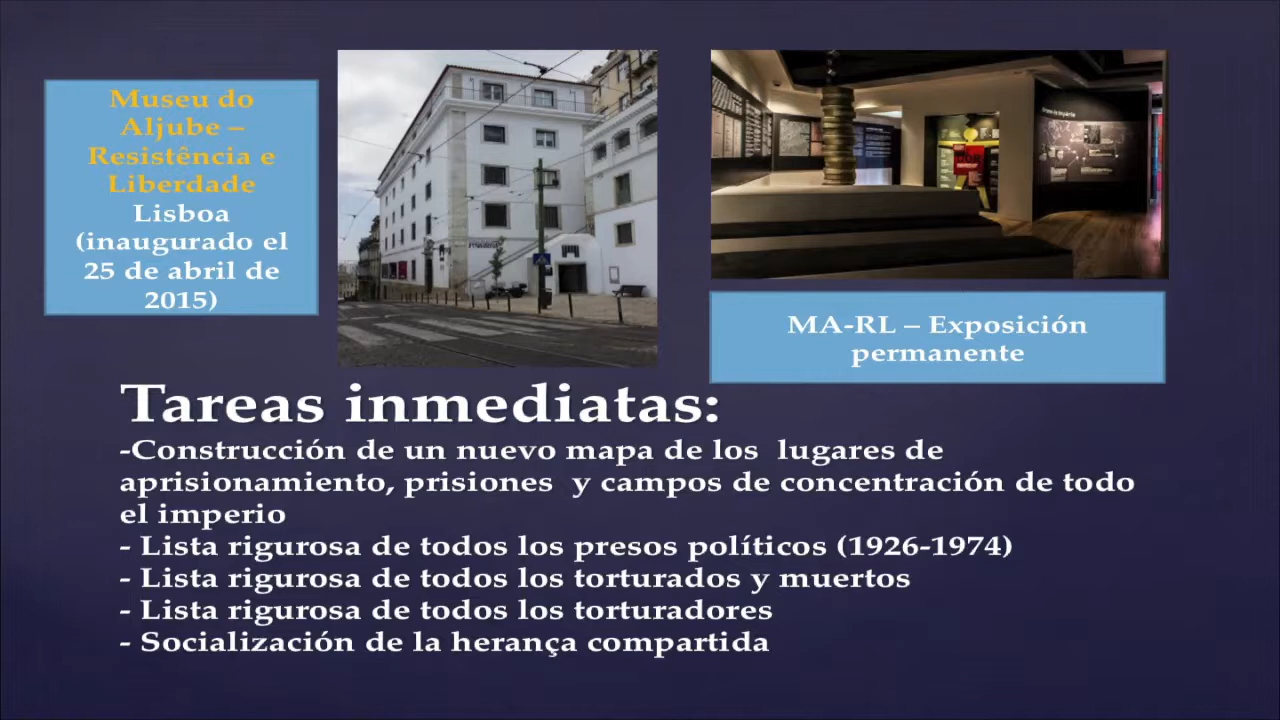 Museu do
Aljube –
Resistência e
Liberdade
Lisboa
(inaugurado el
25 de abril de
2015)
MA-RL – Exposición
permanente
Tareas inmediatas:
-Construcción de un nuevo mapa de los lugares de
aprisionamiento, prisiones y campos de concentración de todo
el imperio
- Lista rigurosa de todos los presos políticos (1926-1974)
- Lista rigurosa de todos los torturados y muertos
- Lista rigurosa de todos los torturadores
- Socialización de la herança compartida